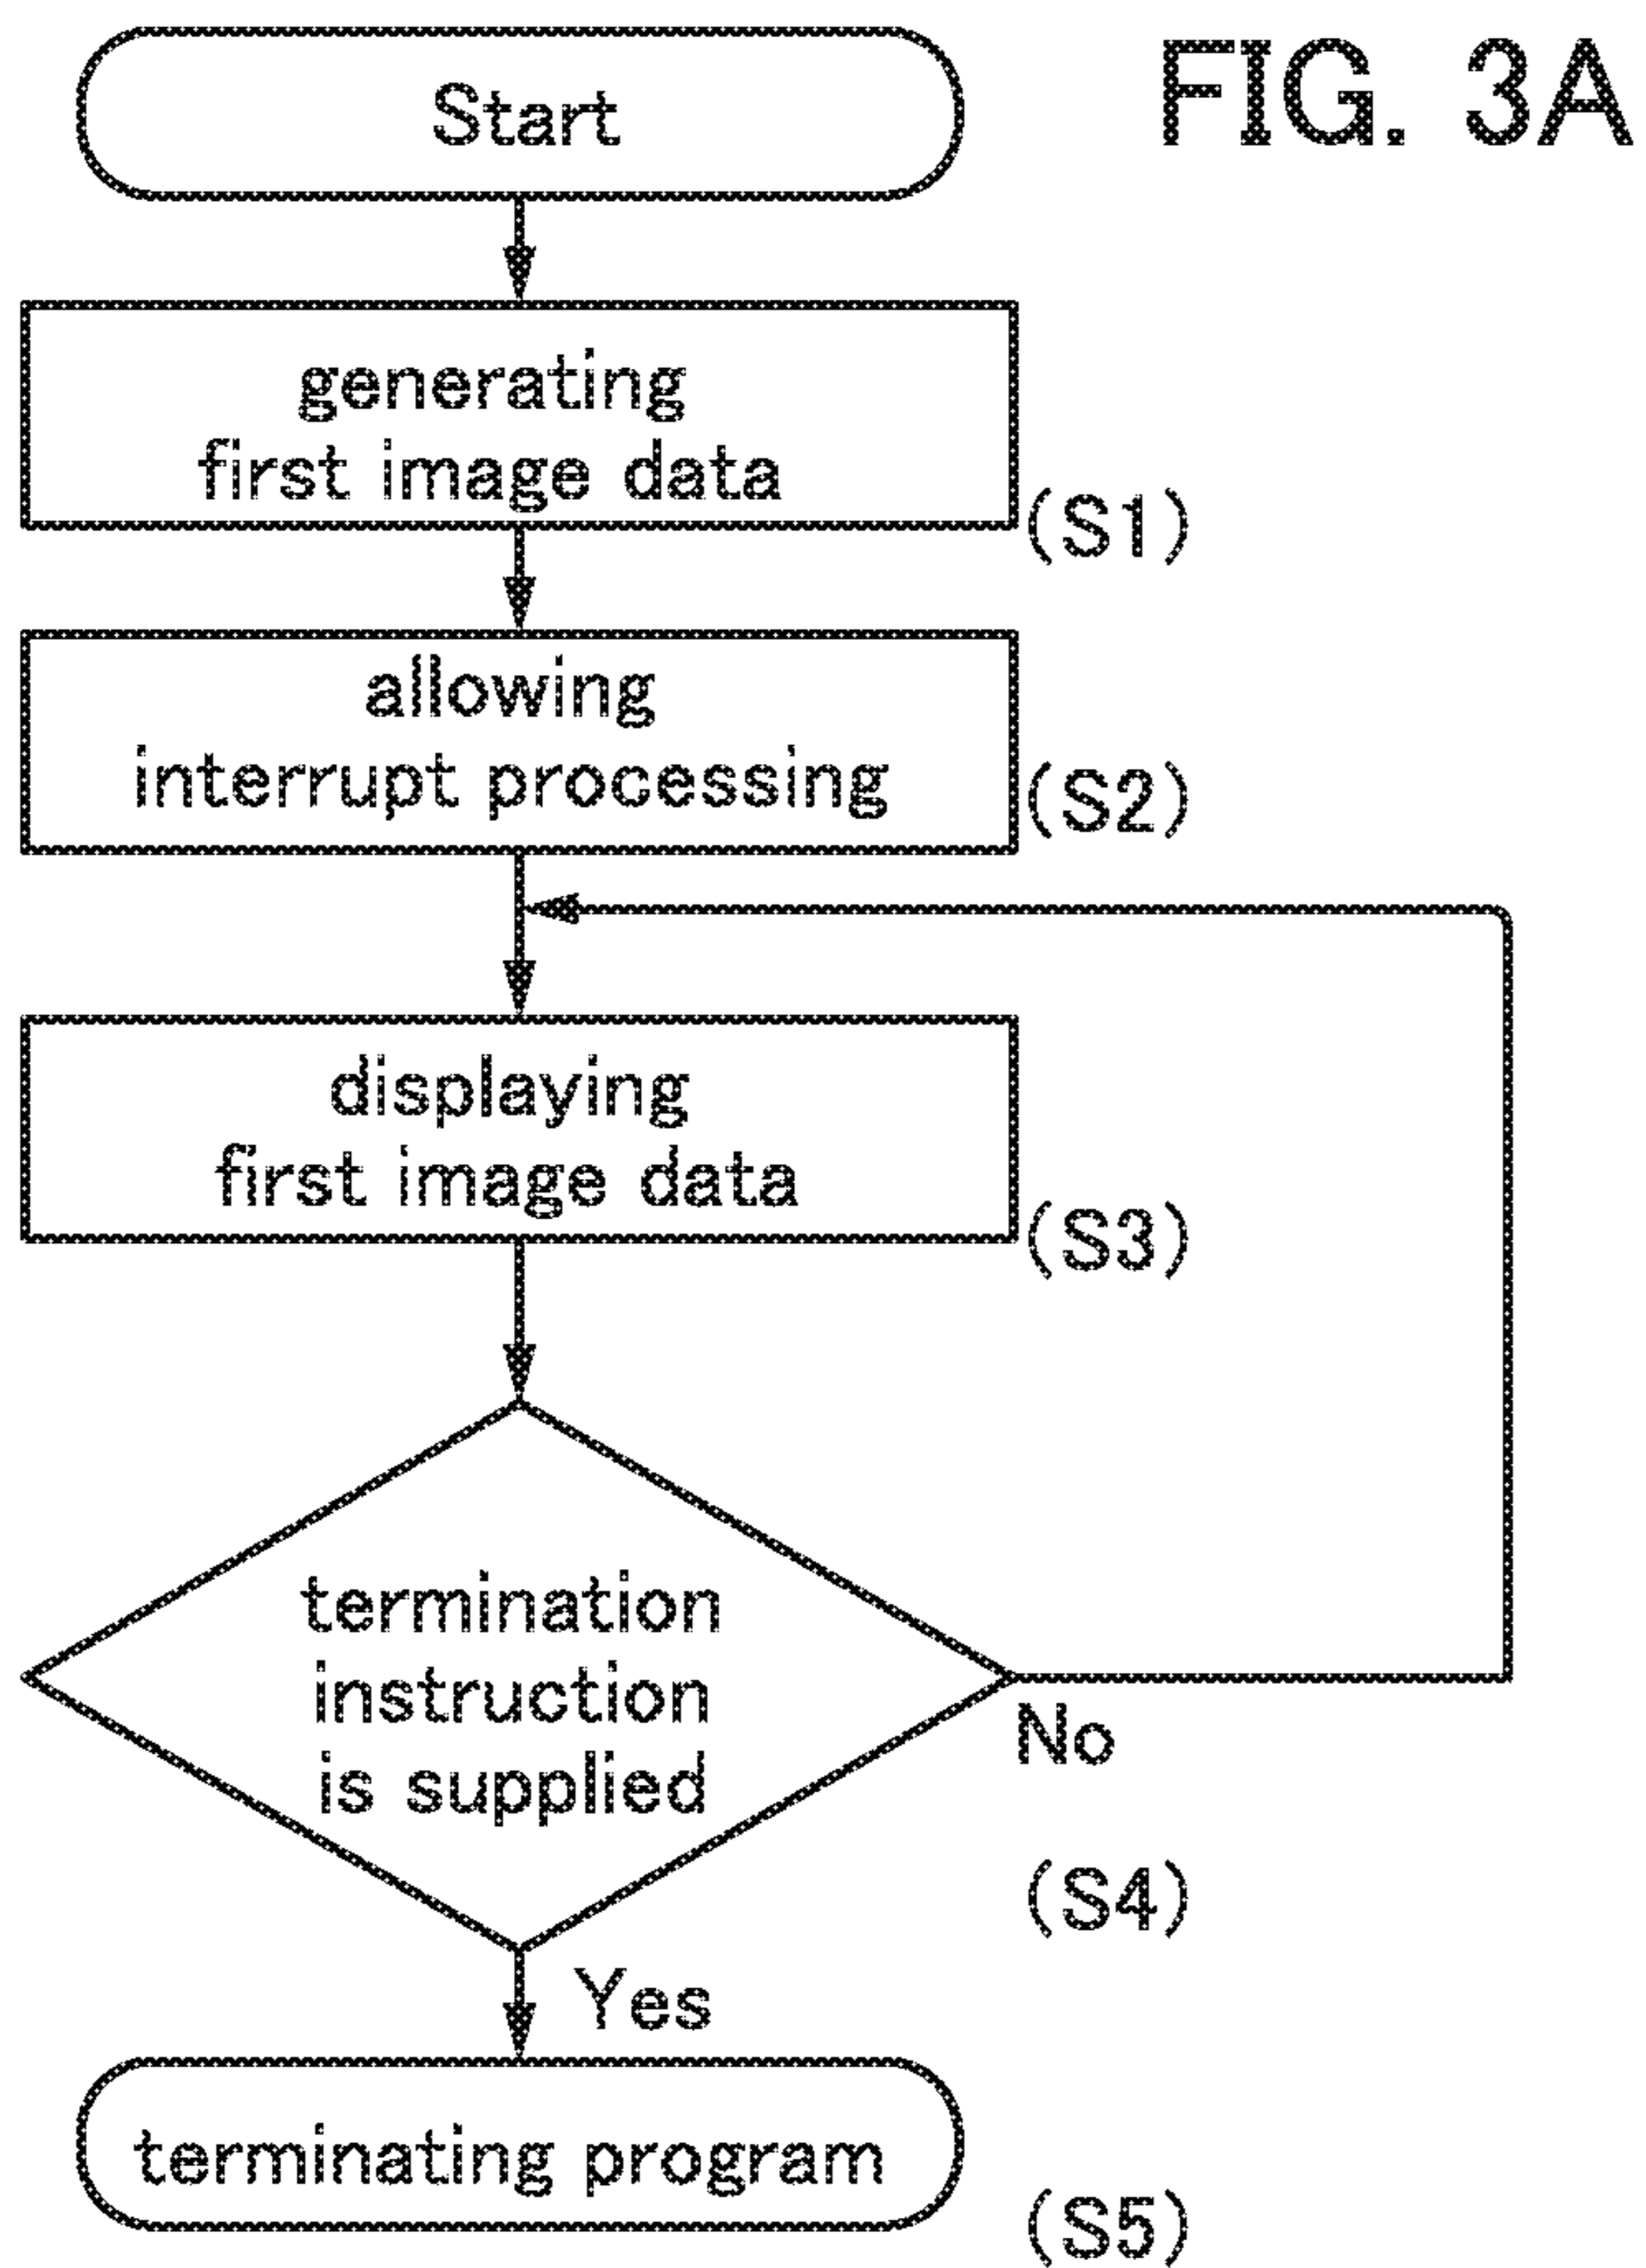 FIG. 3A
Start
generating
first image data
(S1)
allowing
interrupt processing
(S2)
displaying
first image data
(S3)
termination
instruction
is supplied
No
(S4)
Yes
terminating program
(S5)